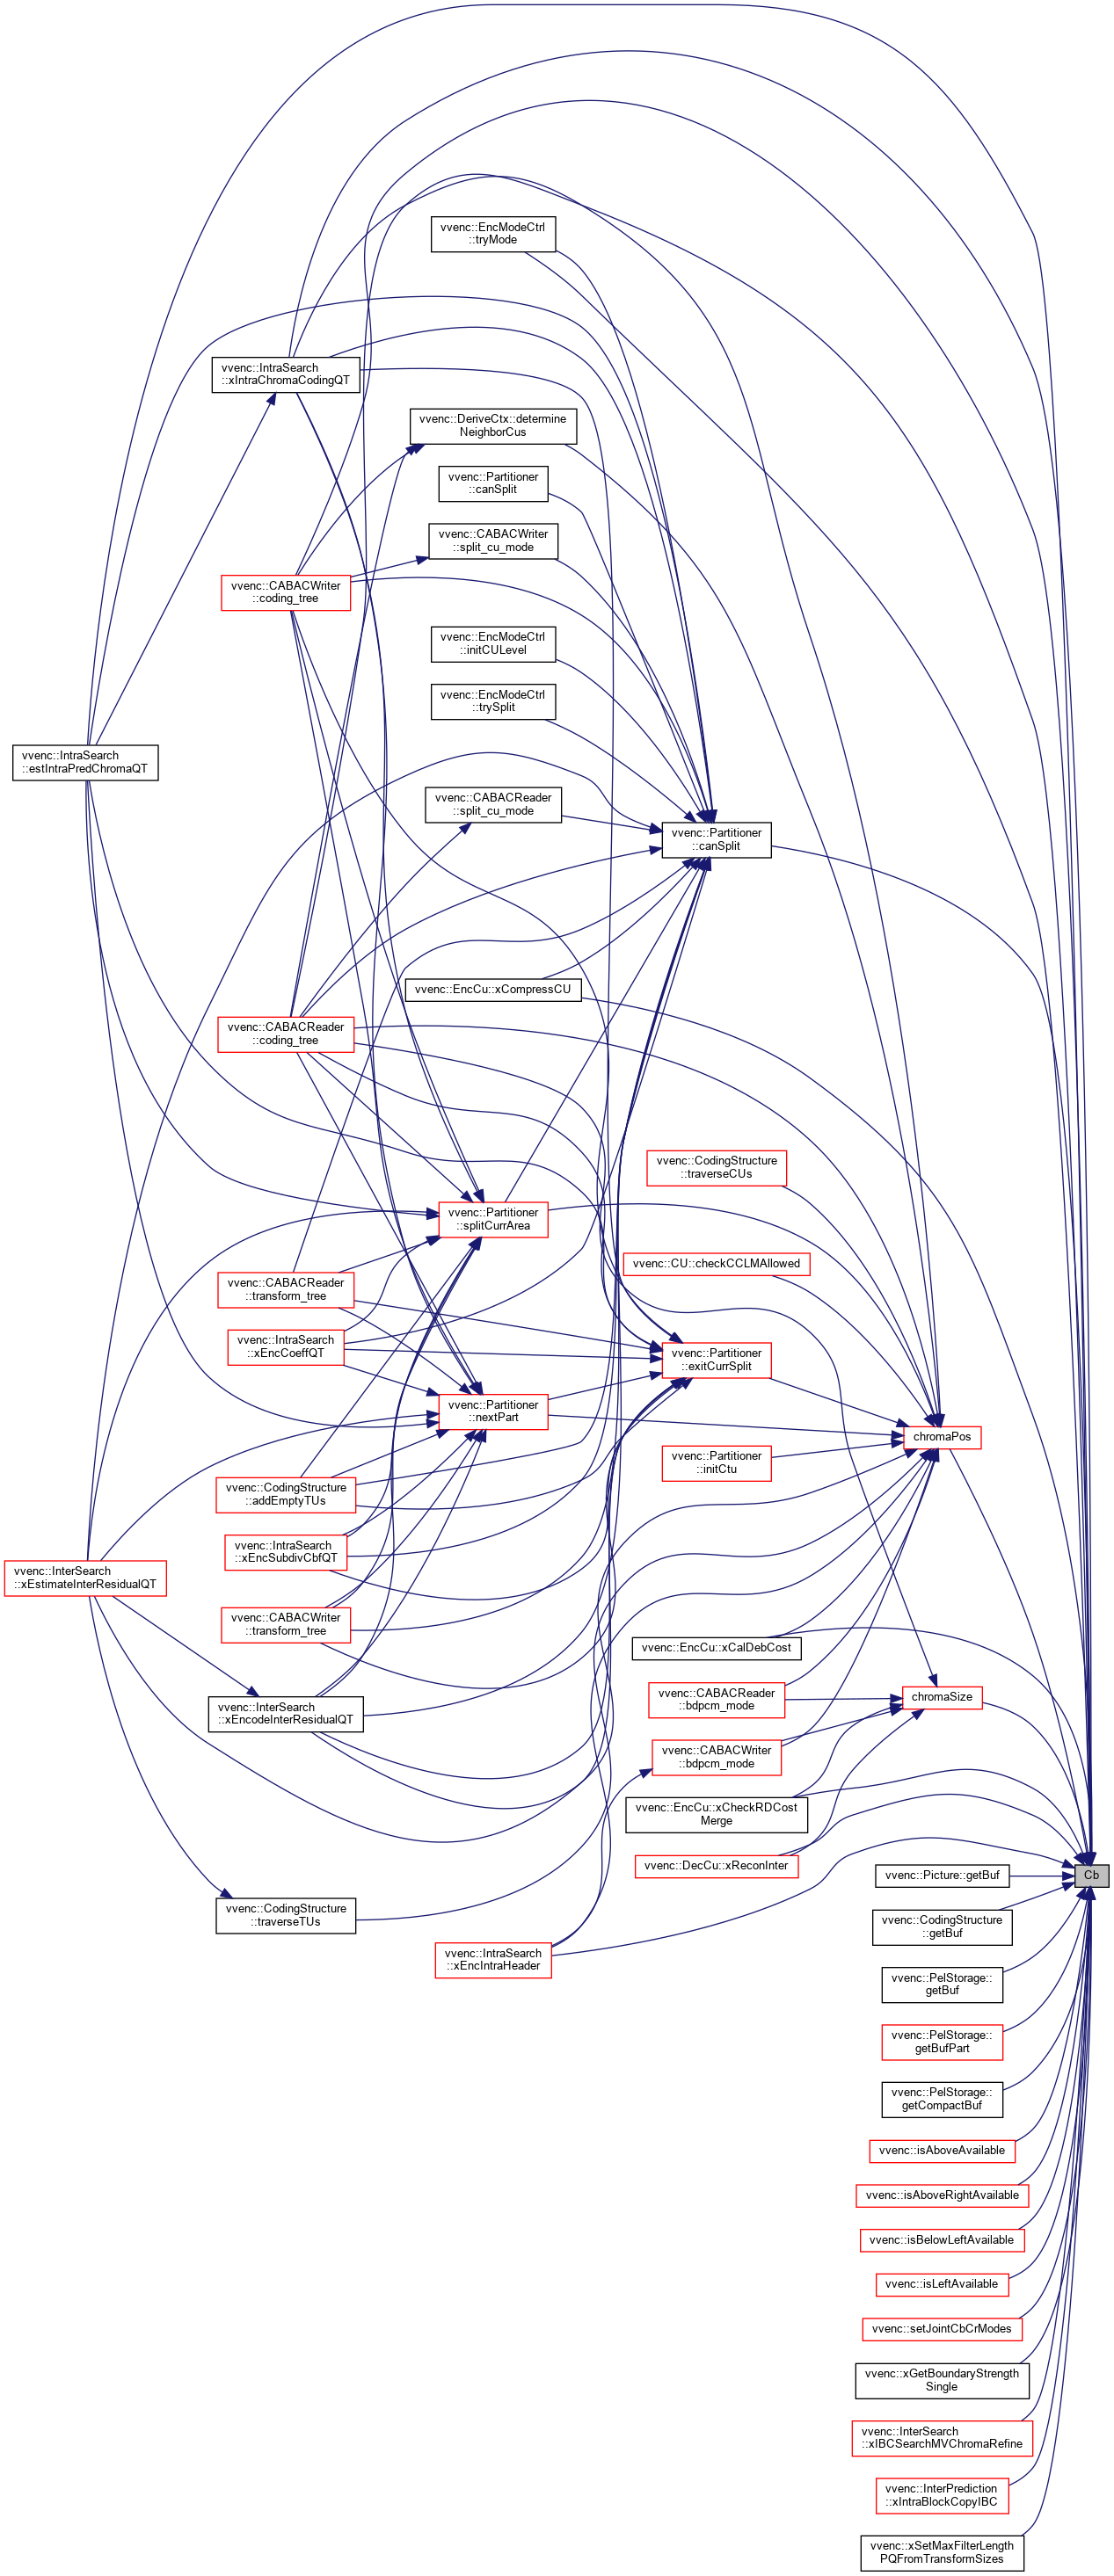 vvenc::EncModeCtrl
::tryMode
vvenc::IntraSearch
::xIntraChromaCodingQT
vvenc::DeriveCtx::determine
NeighborCus
vvenc::Partitioner
::canSplit
vvenc::CABACWriter
::split_cu_mode
vvenc::CABACWriter
::coding_tree
vvenc::EncModeCtrl
::initCULevel
vvenc::EncModeCtrl
::trySplit
vvenc::IntraSearch
::estIntraPredChromaQT
vvenc::CABACReader
::split_cu_mode
vvenc::Partitioner
::canSplit
vvenc::EncCu::xCompressCU
vvenc::CABACReader
::coding_tree
vvenc::CodingStructure
::traverseCUs
vvenc::Partitioner
::splitCurrArea
vvenc::CU::checkCCLMAllowed
vvenc::CABACReader
::transform_tree
vvenc::IntraSearch
::xEncCoeffQT
vvenc::Partitioner
::exitCurrSplit
vvenc::Partitioner
::nextPart
chromaPos
vvenc::Partitioner
::initCtu
vvenc::CodingStructure
::addEmptyTUs
vvenc::IntraSearch
::xEncSubdivCbfQT
vvenc::InterSearch
::xEstimateInterResidualQT
vvenc::CABACWriter
::transform_tree
vvenc::EncCu::xCalDebCost
vvenc::CABACReader
::bdpcm_mode
chromaSize
vvenc::InterSearch
::xEncodeInterResidualQT
vvenc::CABACWriter
::bdpcm_mode
vvenc::EncCu::xCheckRDCost
Merge
vvenc::DecCu::xReconInter
vvenc::Picture::getBuf
Cb
vvenc::CodingStructure
::traverseTUs
vvenc::CodingStructure
::getBuf
vvenc::IntraSearch
::xEncIntraHeader
vvenc::PelStorage::
getBuf
vvenc::PelStorage::
getBufPart
vvenc::PelStorage::
getCompactBuf
vvenc::isAboveAvailable
vvenc::isAboveRightAvailable
vvenc::isBelowLeftAvailable
vvenc::isLeftAvailable
vvenc::setJointCbCrModes
vvenc::xGetBoundaryStrength
Single
vvenc::InterSearch
::xIBCSearchMVChromaRefine
vvenc::InterPrediction
::xIntraBlockCopyIBC
vvenc::xSetMaxFilterLength
PQFromTransformSizes